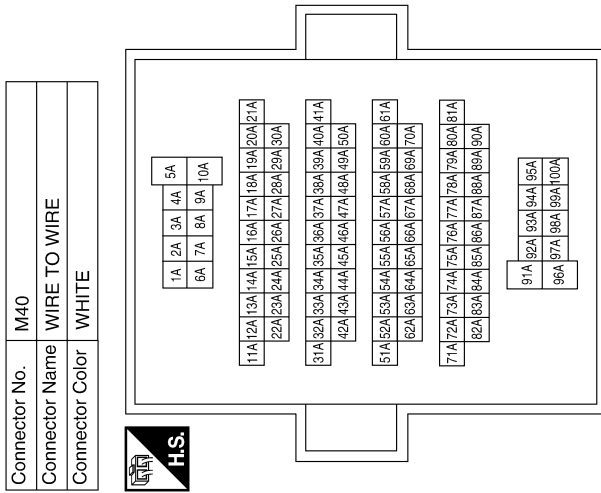 Connector No. M40
Connector Name WIRE TO WIRE
Connector Color WHITE
H.S.
1A 2A 3A 4A 5A
6A 7A 8A 9A 10A
11A 12A 13A 14A 15A 16A 17A 18A 19A 20A 21A
22A 23A 24A 25A 26A 27A 28A 29A 30A
31A 32A 33A 34A 35A 36A 37A 38A 39A 40A 41A
42A 43A 44A 45A 46A 47A 48A 49A 50A
51A 52A 53A 54A 55A 56A 57A 58A 59A 60A 61A
62A 63A 64A 65A 66A 67A 68A 69A 70A
71A 72A 73A 74A 75A 76A 77A 78A 79A 80A 81A
82A 83A 84A 85A 86A 87A 88A 89A 90A
91A 92A 93A 94A 95A
96A 97A 98A 99A 100A